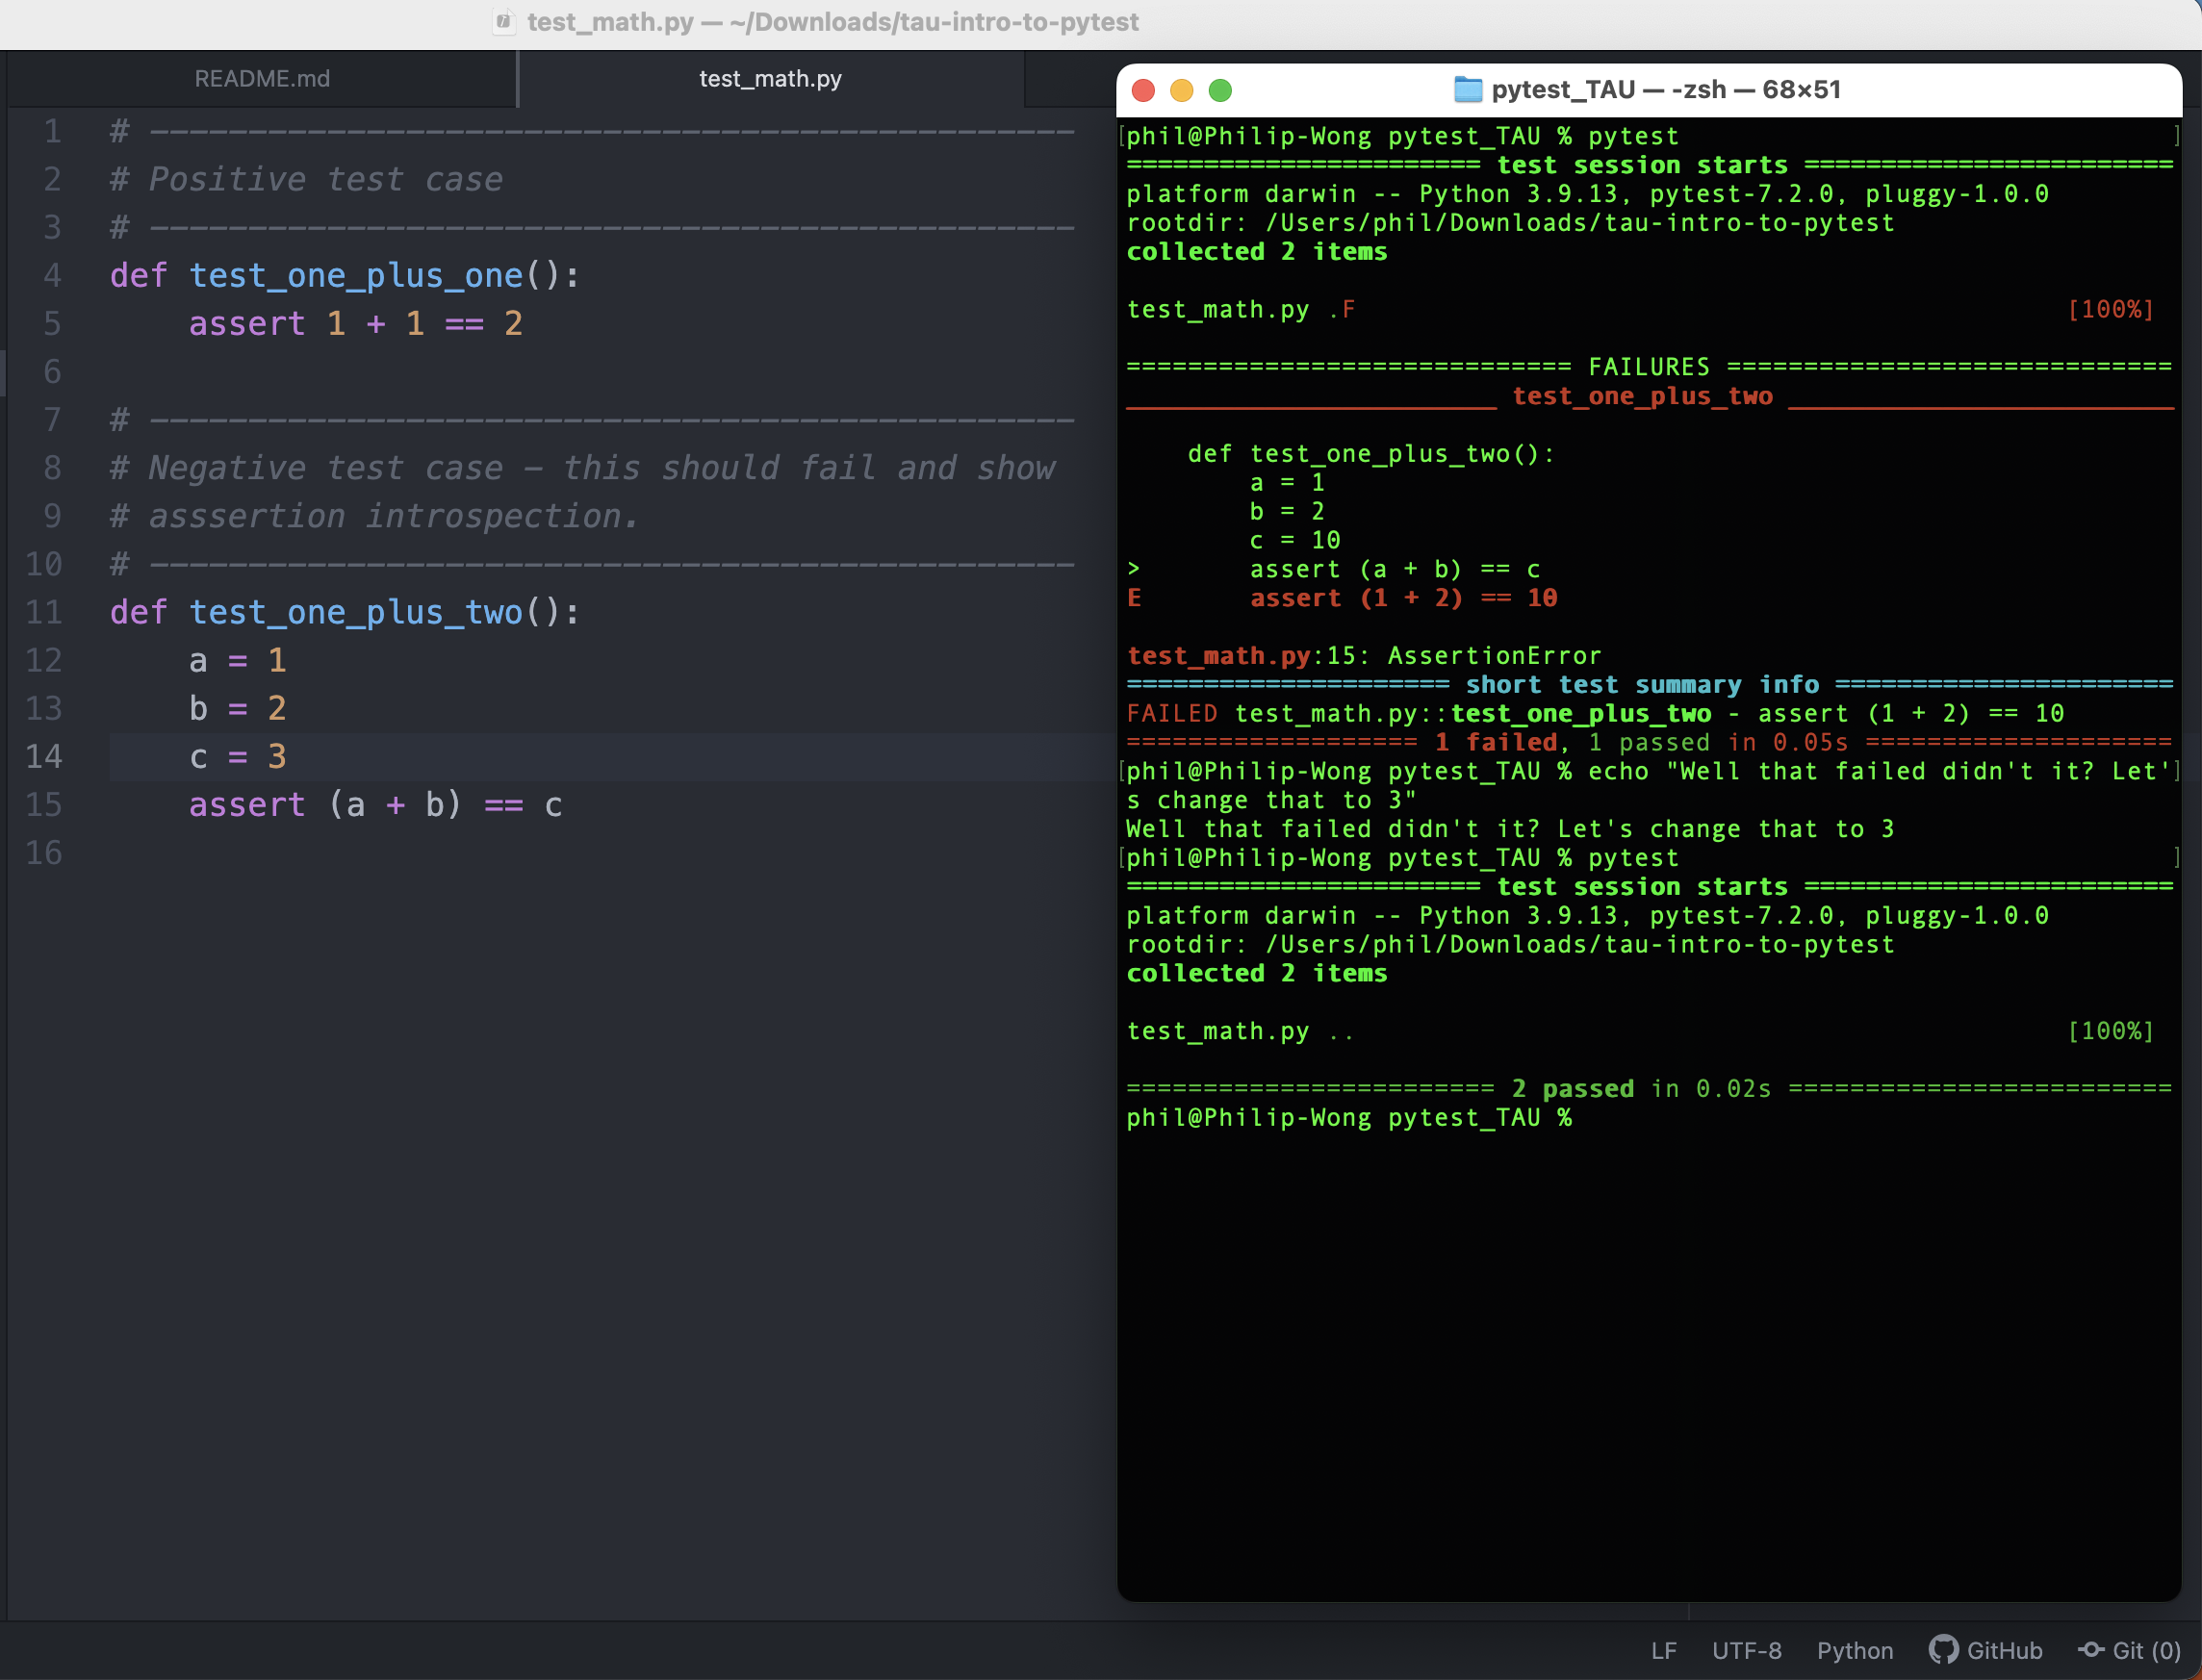 test_math.py — ~/Downloads/tau-intro-to-pytest
README.md
test_math.py
1 # -----------------------------------------------
2 # Positive test case
3 # -----------------------------------------------
4 def test_one_plus_one():
5     assert 1 + 1 == 2
6
7 # -----------------------------------------------
8 # Negative test case - this should fail and show
9 # asssertion introspection.
10 # -----------------------------------------------
11 def test_one_plus_two():
12     a = 1
13     b = 2
14     c = 3
15     assert (a + b) == c
16
pytest_TAU — -zsh — 68×51
[phil@Philip-Wong pytest_TAU % pytest ]
======================= test session starts ========================
platform darwin -- Python 3.9.13, pytest-7.2.0, pluggy-1.0.0
rootdir: /Users/phil/Downloads/tau-intro-to-pytest
collected 2 items
test_math.py .F [100%]
============================= FAILURES =============================
________________________ test_one_plus_two _________________________
    def test_one_plus_two():
        a = 1
        b = 2
        c = 10
>       assert (a + b) == c
E       assert (1 + 2) == 10
test_math.py:15: AssertionError
===================== short test summary info ======================
FAILED test_math.py::test_one_plus_two - assert (1 + 2) == 10
=================== 1 failed, 1 passed in 0.05s ====================
[phil@Philip-Wong pytest_TAU % echo "Well that failed didn't it? Let']
s change that to 3"
Well that failed didn't it? Let's change that to 3
[phil@Philip-Wong pytest_TAU % pytest ]
======================= test session starts ========================
platform darwin -- Python 3.9.13, pytest-7.2.0, pluggy-1.0.0
rootdir: /Users/phil/Downloads/tau-intro-to-pytest
collected 2 items
test_math.py .. [100%]
======================== 2 passed in 0.02s =========================
phil@Philip-Wong pytest_TAU %
LF UTF-8 Python GitHub Git (0)